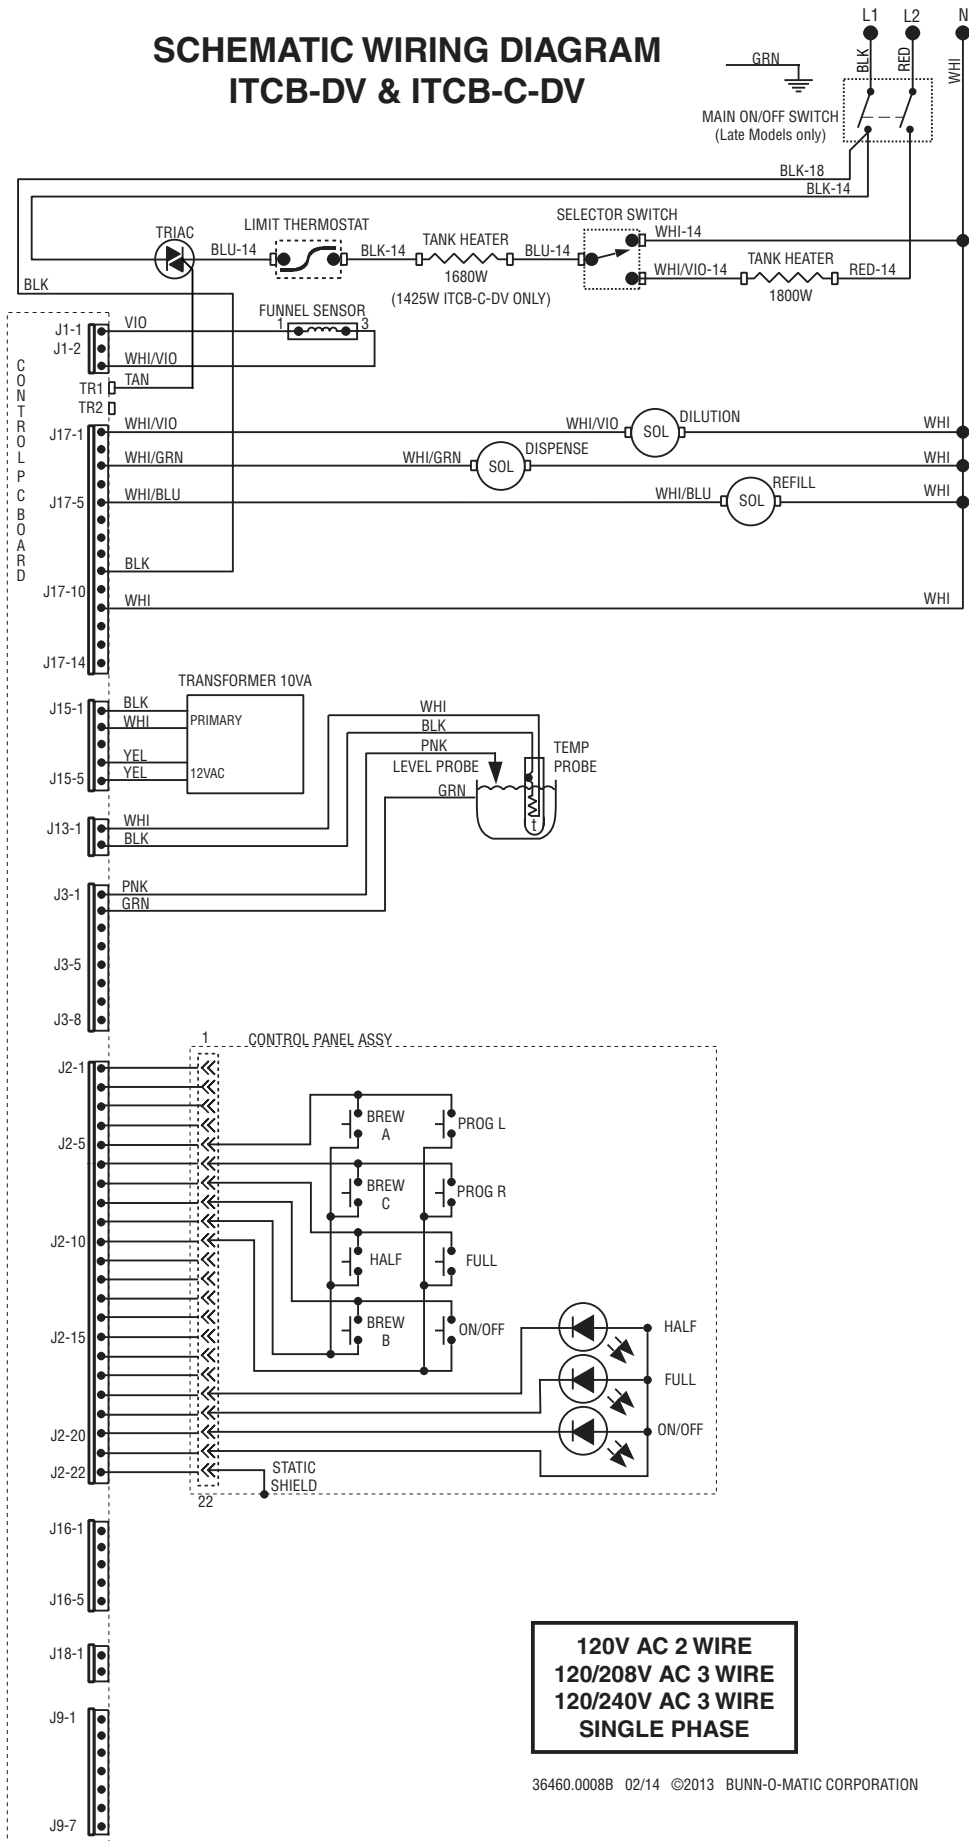 SCHEMATIC WIRING DIAGRAM
ITCB-DV & ITCB-C-DV
L1
L2
N
BLK
RED
WHI
GRN
MAIN ON/OFF SWITCH
(Late Models only)
BLK-18
BLK-14
TRIAC
BLU-14
LIMIT THERMOSTAT
BLK-14
TANK HEATER
1680W
(1425W ITCB-C-DV ONLY)
BLU-14
SELECTOR SWITCH
WHI-14
WHI/VIO-14
TANK HEATER
1800W
RED-14
BLK
FUNNEL SENSOR
1
3
CONTROL PC BOARD
J1-1
J1-2
VIO
WHI/VIO
TR1
TAN
TR2
J17-1
WHI/VIO
WHI/VIO
SOL
DILUTION
WHI
WHI/GRN
WHI/GRN
SOL
DISPENSE
WHI
J17-5
WHI/BLU
WHI/BLU
SOL
REFILL
WHI
BLK
J17-10
WHI
WHI
J17-14
TRANSFORMER 10VA
J15-1
BLK
WHI
PRIMARY
YEL
J15-5
YEL
12VAC
WHI
BLK
PNK
LEVEL PROBE
GRN
TEMP
PROBE
t
J13-1
WHI
BLK
J3-1
PNK
GRN
J3-5
J3-8
1
CONTROL PANEL ASSY
J2-1
J2-5
J2-10
J2-15
J2-20
J2-22
BREW
A
PROG L
BREW
C
PROG R
HALF
FULL
BREW
B
ON/OFF
HALF
FULL
ON/OFF
STATIC
SHIELD
22
J16-1
J16-5
J18-1
J9-1
J9-7
120V AC 2 WIRE
120/208V AC 3 WIRE
120/240V AC 3 WIRE
SINGLE PHASE
36460.0008B 02/14 ©2013 BUNN-O-MATIC CORPORATION